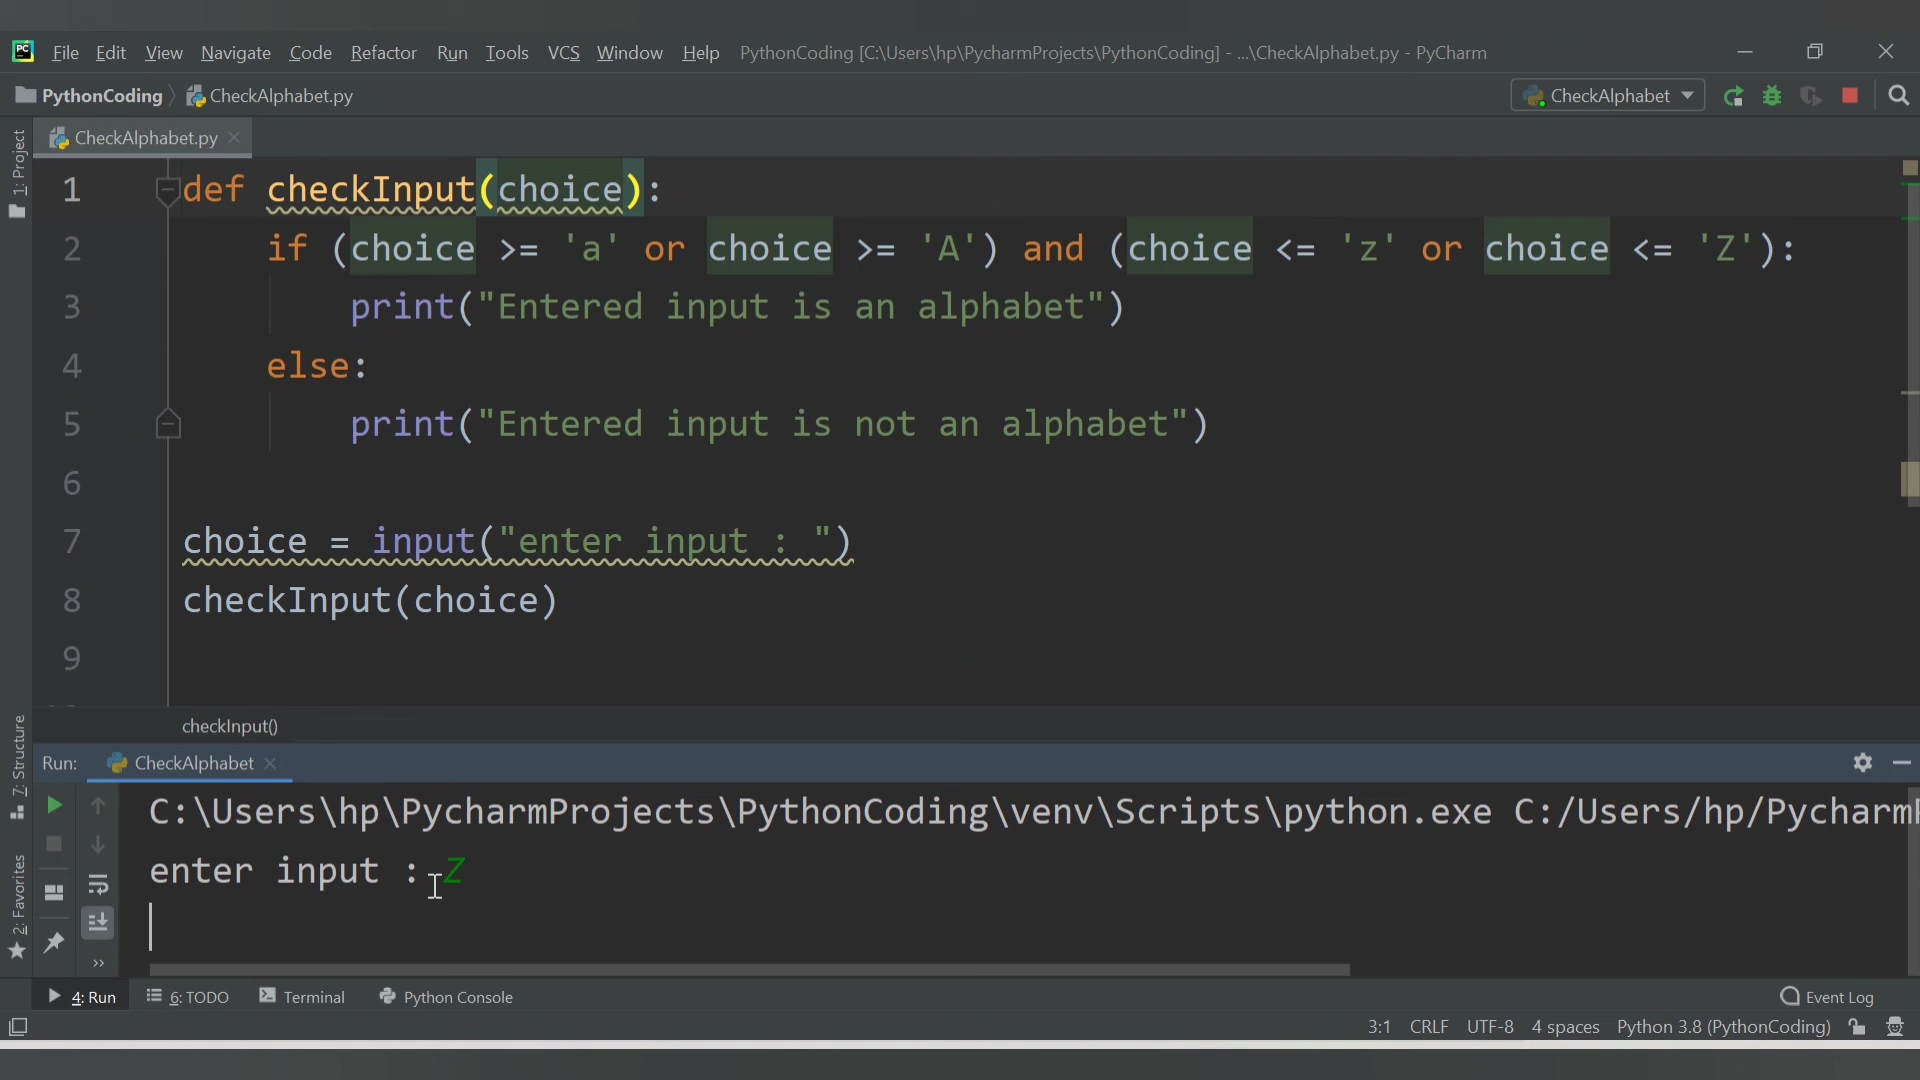 PC File Edit View Navigate Code Refactor Run Tools VCS Window Help PythonCoding [C:\Users\hp\PycharmProjects\PythonCoding] - ...\CheckAlphabet.py - PyCharm
PythonCoding CheckAlphabet.py CheckAlphabet
CheckAlphabet.py
1: Project
1 def checkInput(choice):
2 if (choice >= 'a' or choice >= 'A') and (choice <= 'z' or choice <= 'Z'):
3 print("Entered input is an alphabet")
4 else:
5 print("Entered input is not an alphabet")
6
7 choice = input("enter input : ")
8 checkInput(choice)
9
checkInput()
7: Structure
2: Favorites
Run: CheckAlphabet
C:\Users\hp\PycharmProjects\PythonCoding\venv\Scripts\python.exe C:/Users/hp/Pycharm
enter input : Z
4: Run 6: TODO Terminal Python Console Event Log
3:1 CRLF UTF-8 4 spaces Python 3.8 (PythonCoding)